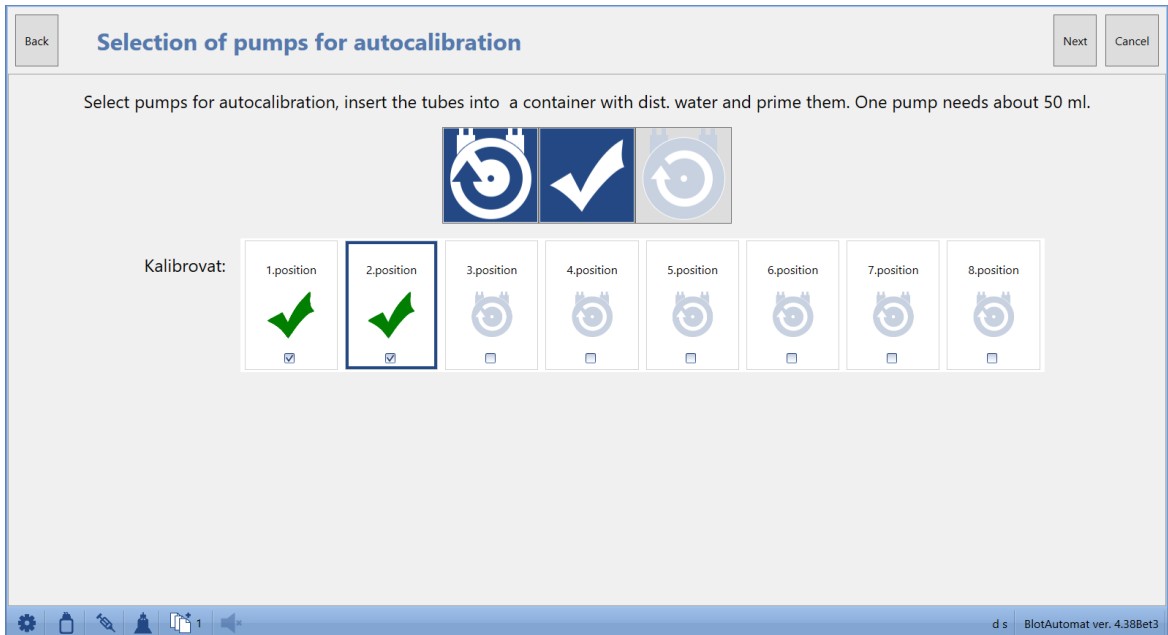 Back
Selection of pumps for autocalibration
Next
Cancel
Select pumps for autocalibration, insert the tubes into a container with dist. water and prime them. One pump needs about 50 ml.
Kalibrovat:
1.position
2.position
3.position
4.position
5.position
6.position
7.position
8.position
1
d s
BlotAutomat ver. 4.38Bet3